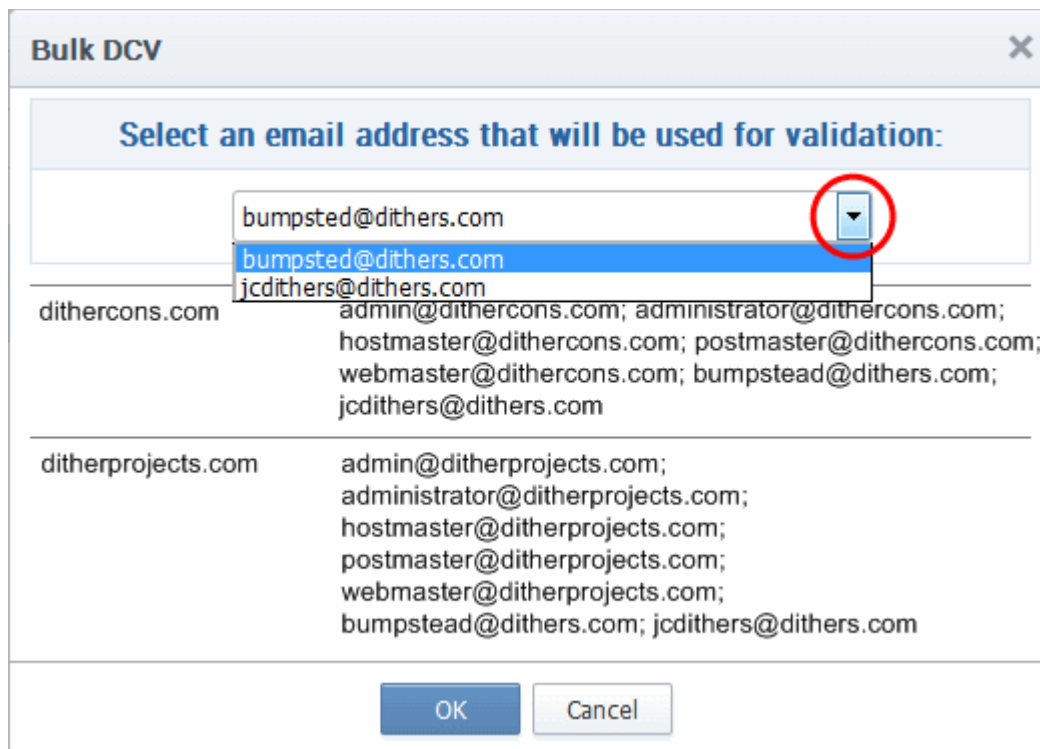 Bulk DCV
Select an email address that will be used for validation:
bumpsted@dithers.com
bumpsted@dithers.com
jcdithers@dithers.com
dithercons.com admin@dithercons.com; administrator@dithercons.com;
hostmaster@dithercons.com; postmaster@dithercons.com;
webmaster@dithercons.com; bumpstead@dithers.com;
jcdithers@dithers.com
ditherprojects.com admin@ditherprojects.com;
administrator@ditherprojects.com;
hostmaster@ditherprojects.com;
postmaster@ditherprojects.com;
webmaster@ditherprojects.com;
bumpstead@dithers.com; jcdithers@dithers.com
OK Cancel